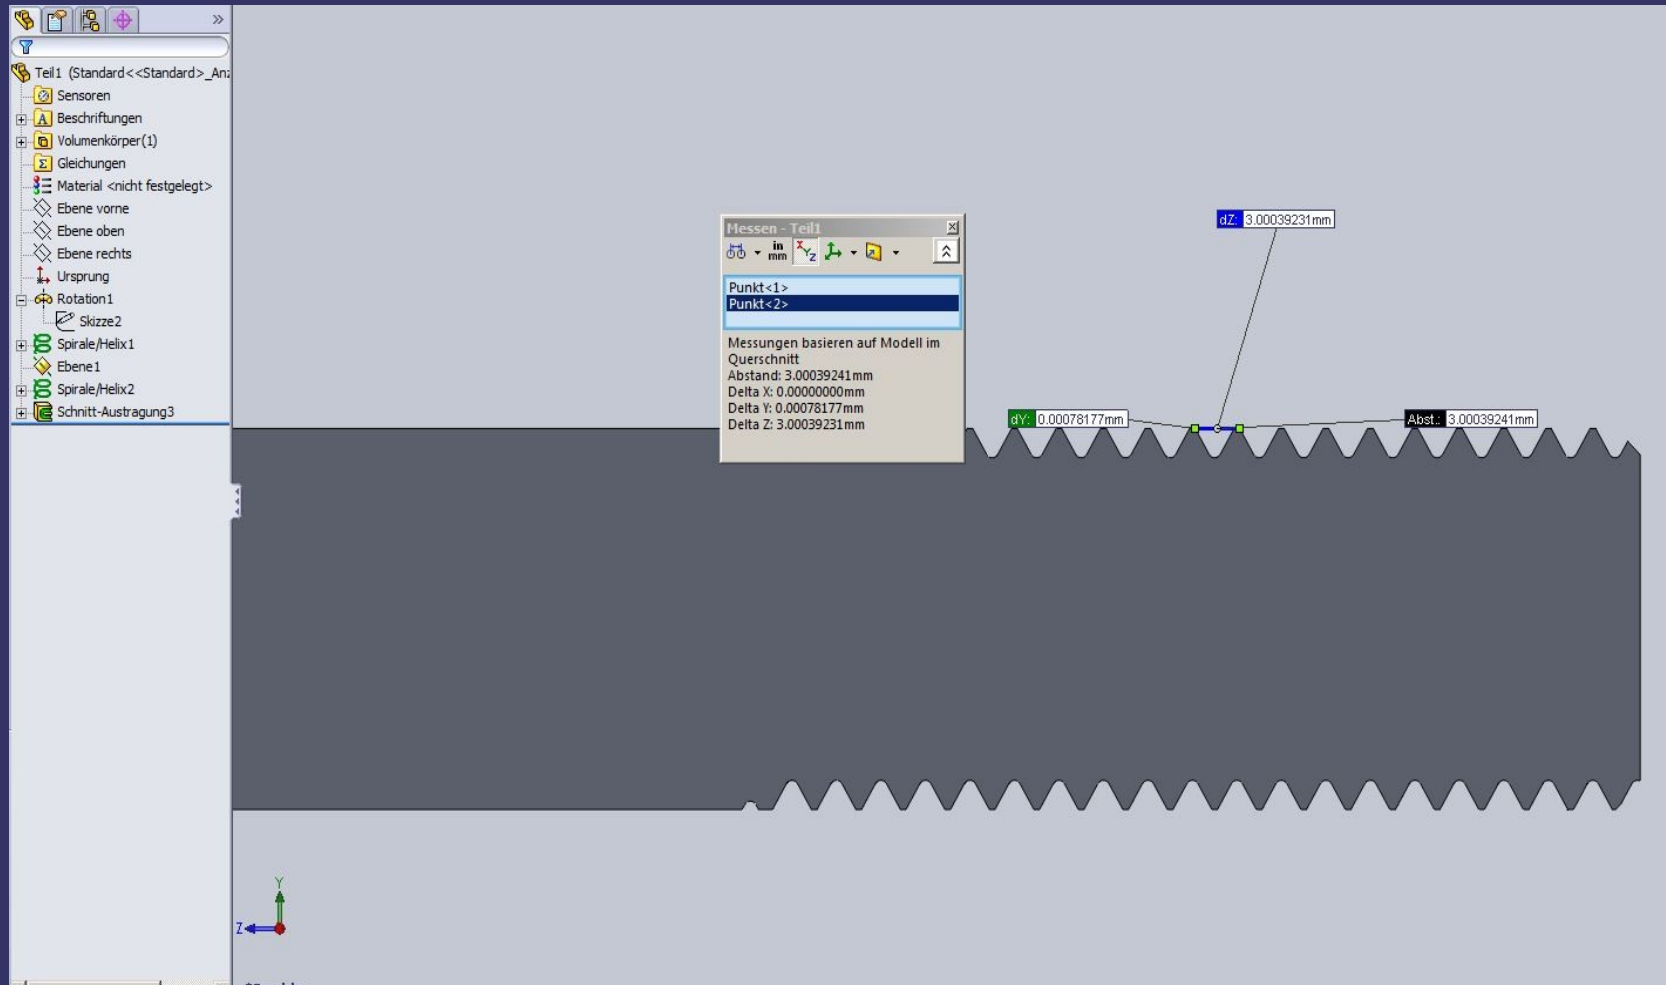 Teil1 (Standard<<Standard>_Anz
Sensoren
Beschriftungen
Volumenkörper(1)
Gleichungen
Material <nicht festgelegt>
Ebene vorne
Ebene oben
Ebene rechts
Ursprung
Rotation1
Skizze2
Spirale/Helix1
Ebene1
Spirale/Helix2
Schnitt-Austragung3
Messen - Teil1
in
mm
X Y Z
Punkt<1>
Punkt<2>
Messungen basieren auf Modell im
Querschnitt
Abstand: 3.00039241mm
Delta X: 0.00000000mm
Delta Y: 0.00078177mm
Delta Z: 3.00039231mm
dZ: 3.00039231mm
dY: 0.00078177mm
Abst.: 3.00039241mm
Y
Z